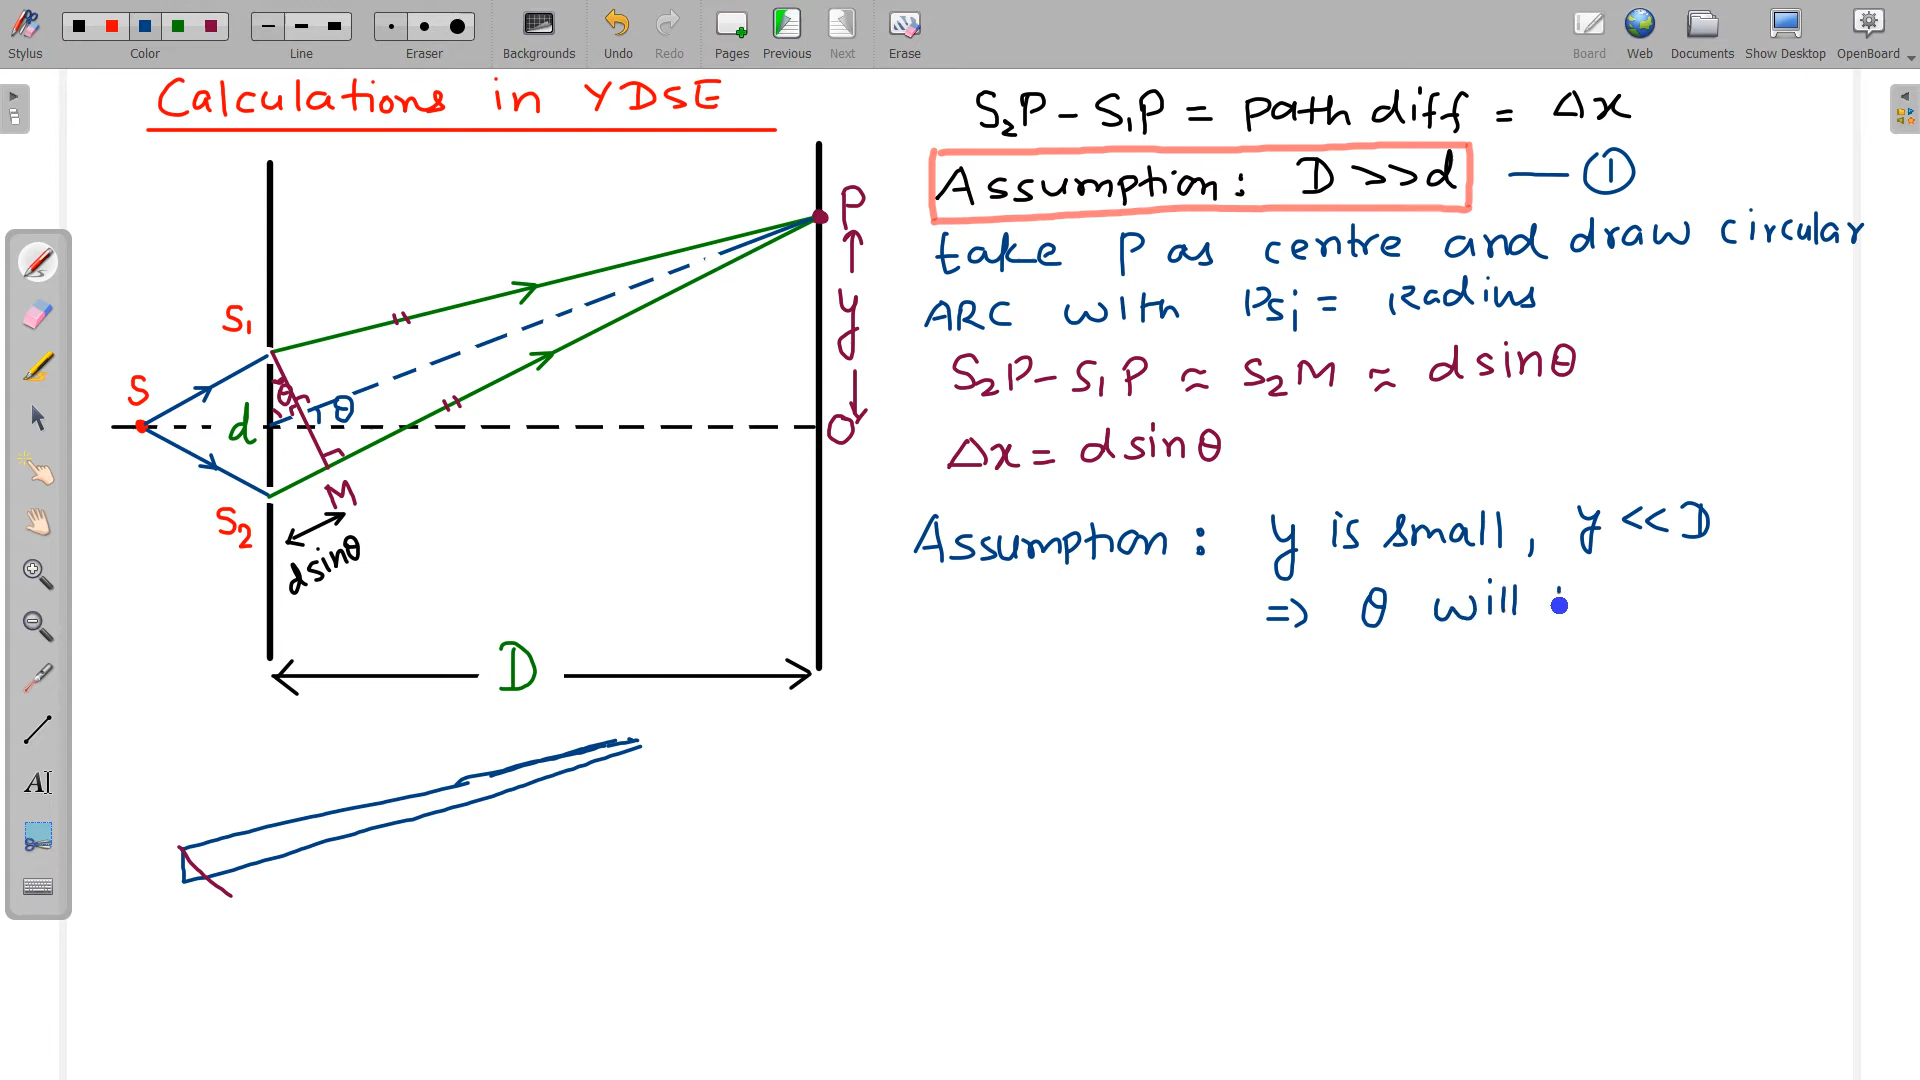 Stylus
Color
Line
Eraser
Backgrounds
Undo
Redo
Pages
Previous
Next
Erase
Board
Web
Documents
Show Desktop
OpenBoard
Calculations in YDSE
S₂P - S₁P = path diff = Δx
Assumption: D >>d — ①
take P as centre and draw circular
ARC with PS₁ = Radius
S₂P - S₁P ≈ S₂M ≈ d sinθ
Δx = d sinθ
Assumption : y is small, y << D
=> θ will
P
y
O
S₁
S
d
θ
θ
M
S₂
d sinθ
D
AI